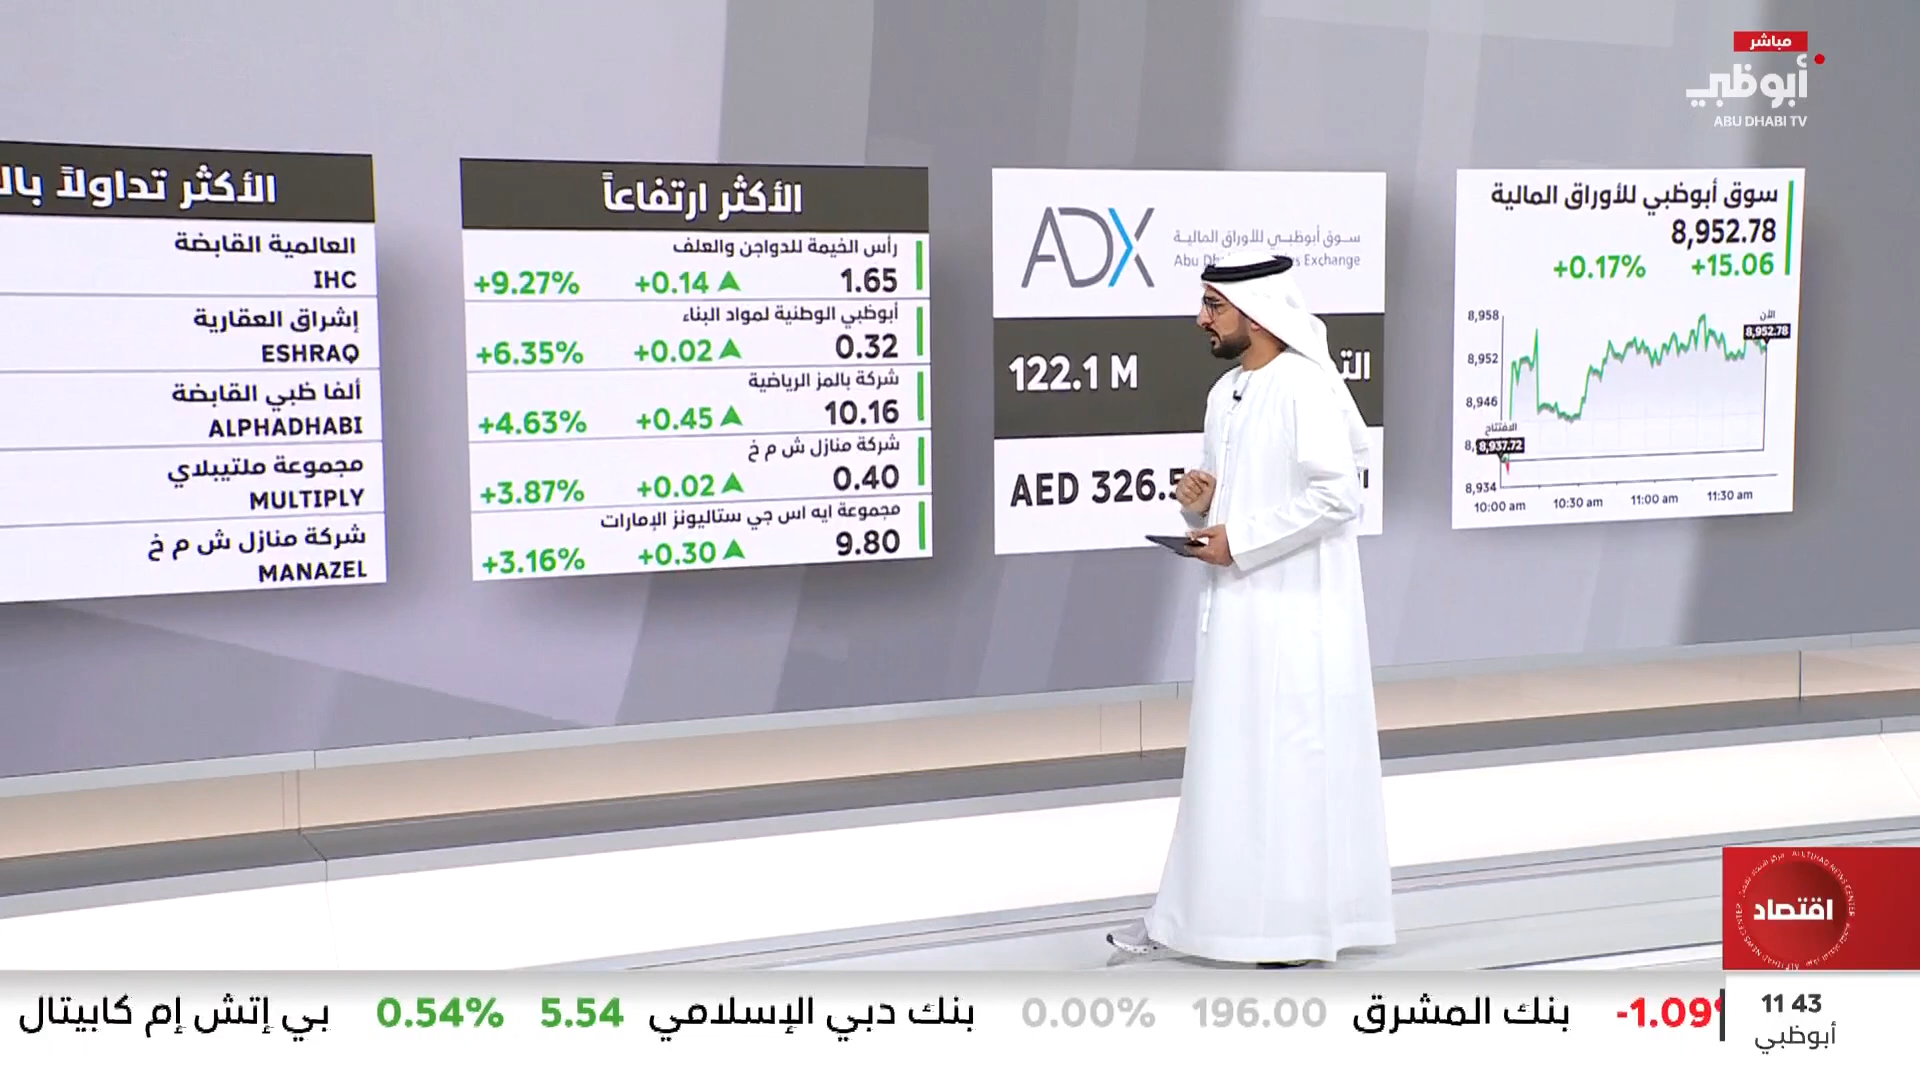 مباشر
أبوظبي
ABU DHABI TV
سوق أبوظبي للأوراق المالية
8,952.78
+0.17% +15.06
8,958
8,952
8,946
8,934
الآن
8,952.78
الافتتاح
8,937.72
10:00 am 10:30 am 11:00 am 11:30 am
ADX
سوق أبوظبي للأوراق المالية
Exchange
122.1 M
AED 326.5
الأكثر ارتفاعاً
رأس الخيمة للدواجن والعلف
1.65 +0.14 +9.27%
أبوظبي الوطنية لمواد البناء
0.32 +0.02 +6.35%
شركة بالمز الرياضية
10.16 +0.45 +4.63%
شركة منازل ش م خ
0.40 +0.02 +3.87%
مجموعة ايه اس جي ستاليونز الإمارات
9.80 +0.30 +3.16%
الأكثر تداولاً
العالمية القابضة
IHC
إشراق العقارية
ESHRAQ
ألفا ظبي القابضة
ALPHADHABI
مجموعة ملتيبلاي
MULTIPLY
شركة منازل ش م خ
MANAZEL
اقتصاد
11 43
أبوظبي
-1.09% بنك المشرق 196.00 0.00% بنك دبي الإسلامي 5.54 0.54% بي إتش إم كابيتال